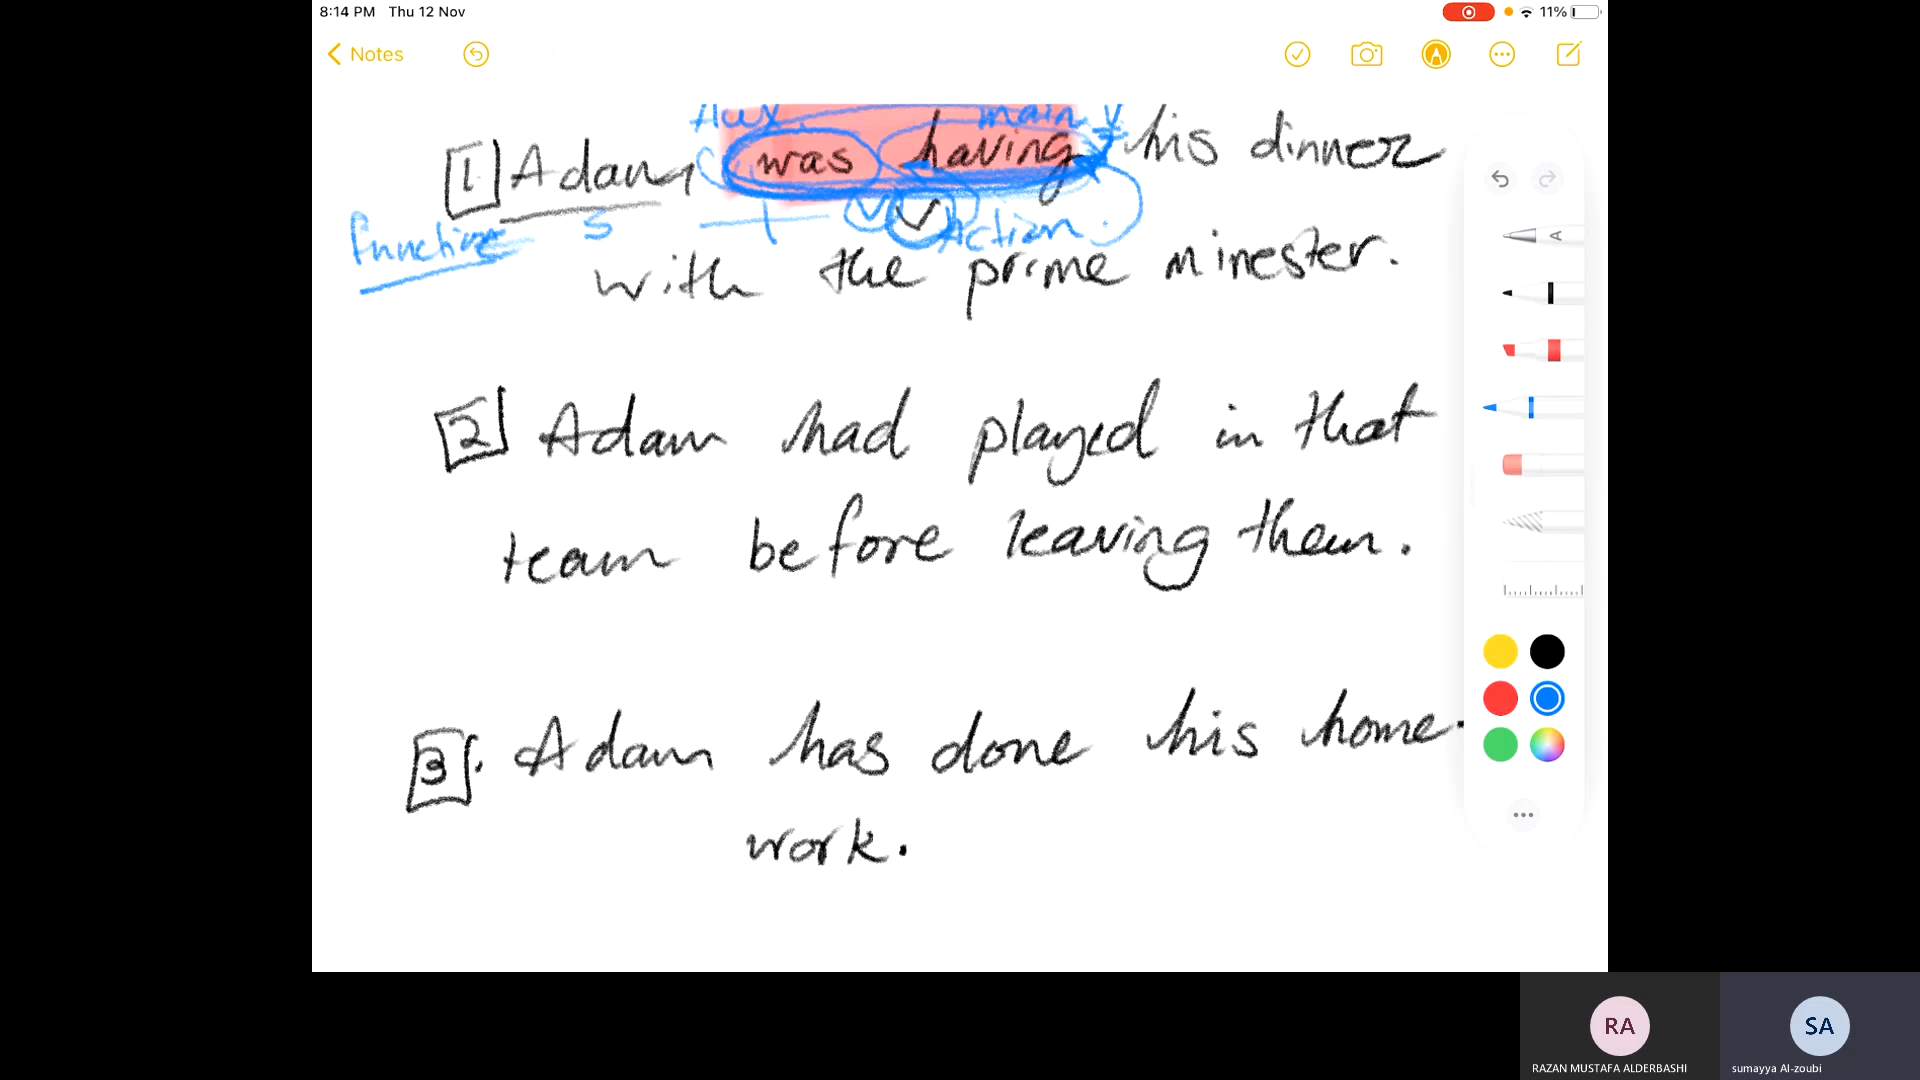 8:14 PM Thu 12 Nov
11%
Notes
Aux main v
[1] Adam, was having his dinner
Function S V V Action.
with the prime minester.
[2] Adam had played in that
team before leaving them.
[3]. Adam has done his home-
work.
RA
SA
RAZAN MUSTAFA ALDERBASHI
sumayya Al-zoubi